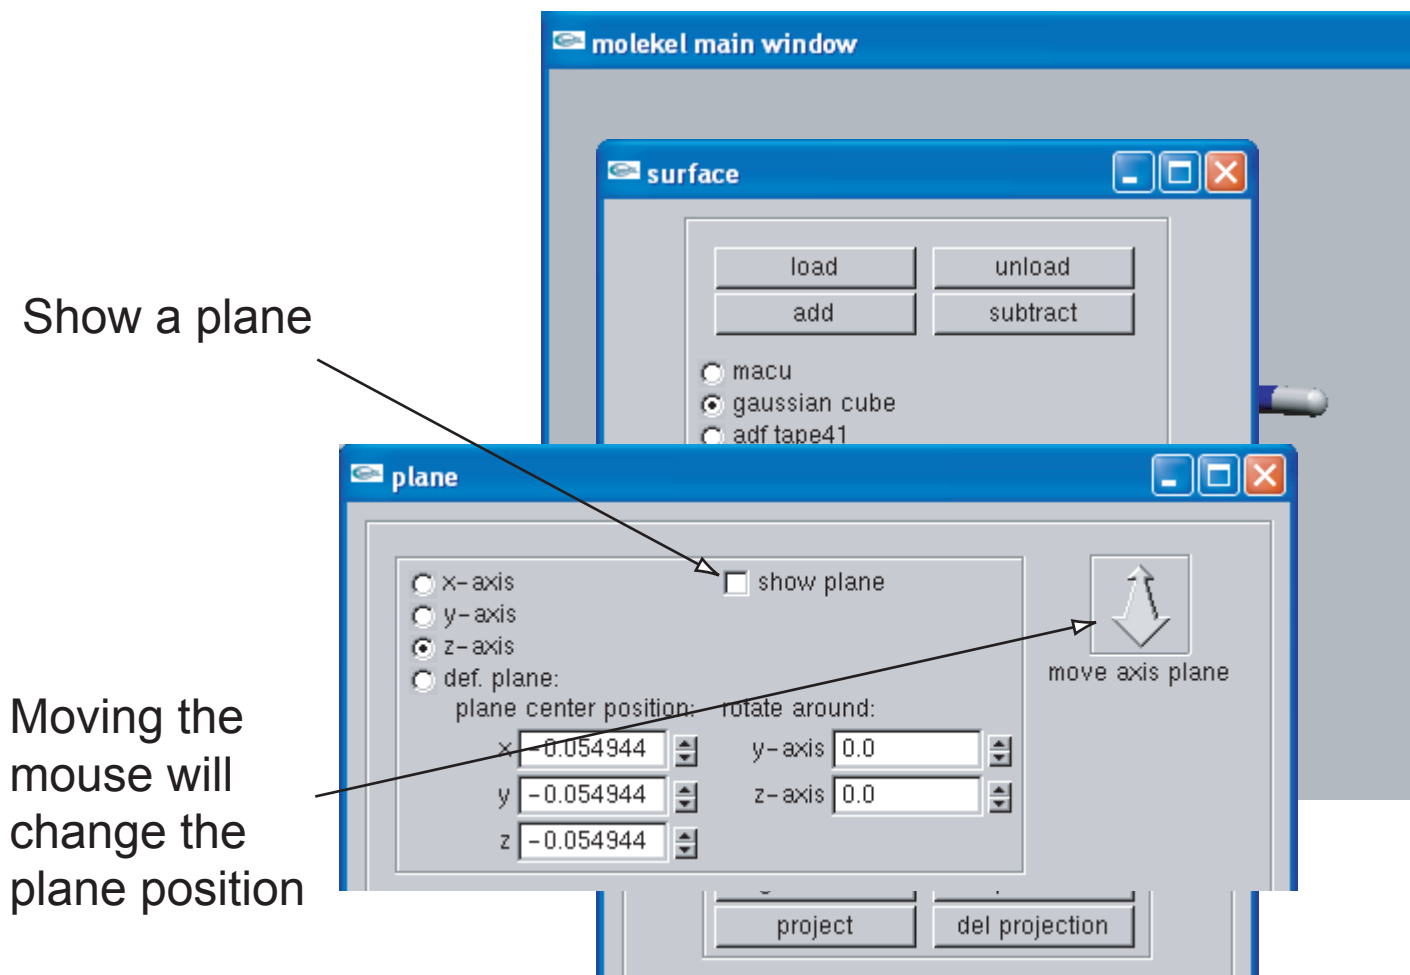 molekel main window
surface
load
unload
add
subtract
Show a plane
macu
gaussian cube
adf tape41
plane
x-axis
show plane
y-axis
z-axis
def. plane:
move axis plane
plane center position:
rotate around:
x -0.054944
y-axis 0.0
y -0.054944
z-axis 0.0
z -0.054944
Moving the
mouse will
change the
plane position
project
del projection